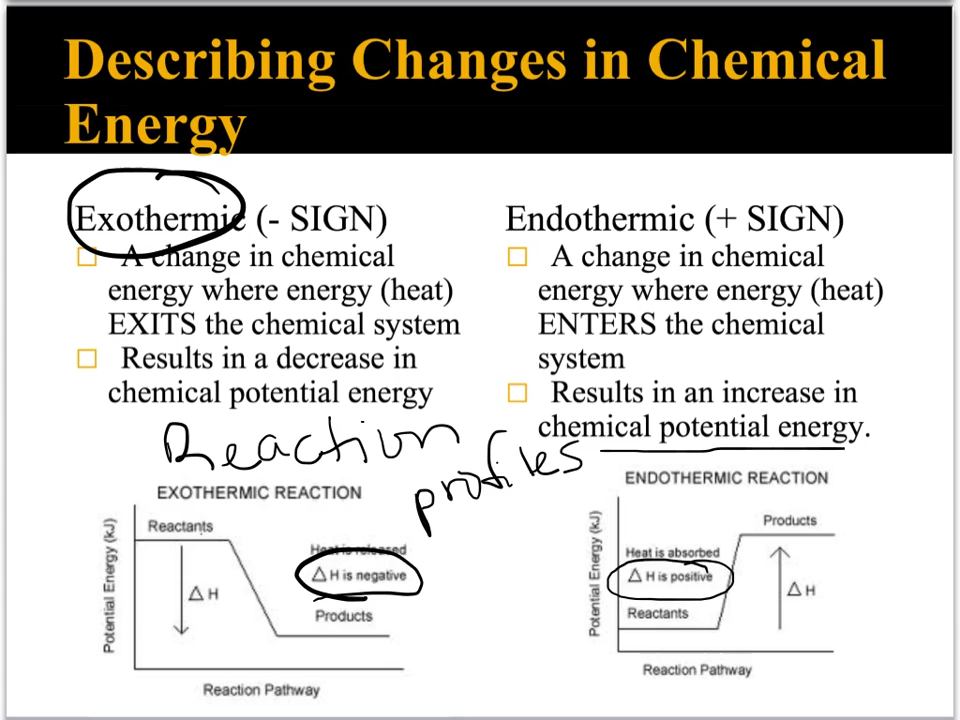 Describing Changes in Chemical
Energy
Exothermic (- SIGN)
A change in chemical
energy where energy (heat)
EXITS the chemical system
Results in a decrease in
chemical potential energy
Endothermic (+ SIGN)
A change in chemical
energy where energy (heat)
ENTERS the chemical
system
Results in an increase in
chemical potential energy.
Reaction
profiles
EXOTHERMIC REACTION
Potential Energy (kJ)
Reactants
△ H
Heat is released
△ H is negative
Products
Reaction Pathway
ENDOTHERMIC REACTION
Potential Energy (kJ)
Products
Heat is absorbed
△ H is positive
△ H
Reactants
Reaction Pathway